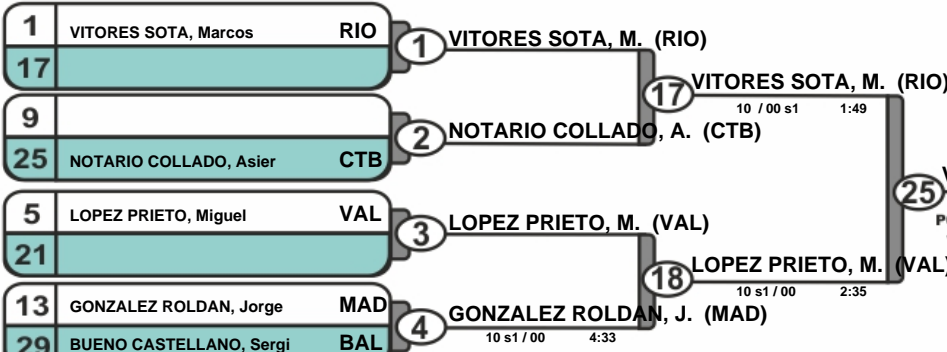 1 VITORES SOTA, Marcos RIO
17
1 VITORES SOTA, M. (RIO)
17 VITORES SOTA, M. (RIO)
10 / 00 s1 1:49
9
25 NOTARIO COLLADO, Asier CTB
2 NOTARIO COLLADO, A. (CTB)
25
5 LOPEZ PRIETO, Miguel VAL
21
3 LOPEZ PRIETO, M. (VAL)
18 LOPEZ PRIETO, M. (VAL)
10 s1 / 00 2:35
13 GONZALEZ ROLDAN, Jorge MAD
29 BUENO CASTELLANO, Sergi BAL
4 GONZALEZ ROLDAN, J. (MAD)
10 s1 / 00 4:33